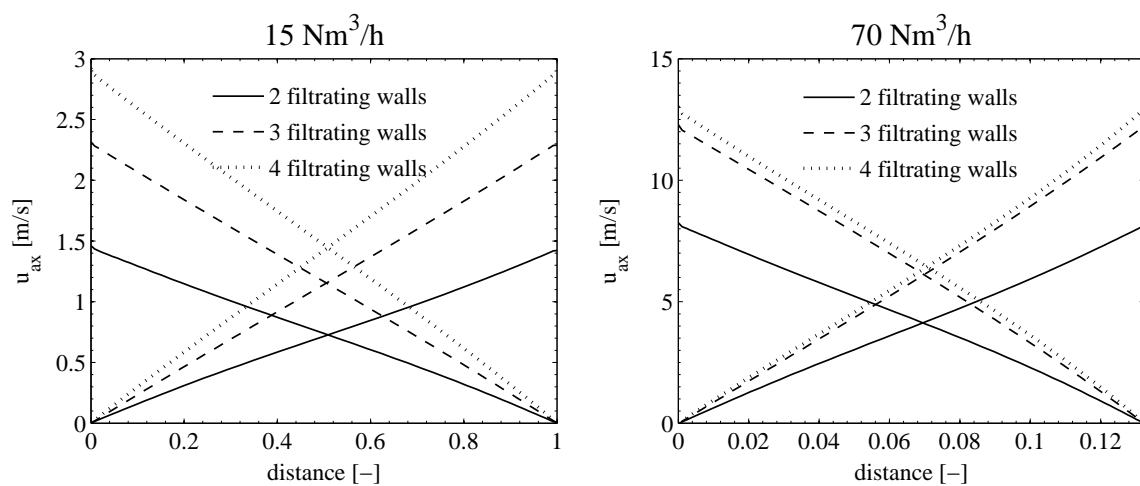 15 Nm³/h
3
2.5
2
1.5
1
0.5
0
u_ax [m/s]
2 filtrating walls
3 filtrating walls
4 filtrating walls
0 0.2 0.4 0.6 0.8 1
distance [−]
70 Nm³/h
15
10
5
0
u_ax [m/s]
2 filtrating walls
3 filtrating walls
4 filtrating walls
0 0.02 0.04 0.06 0.08 0.1 0.12
distance [−]